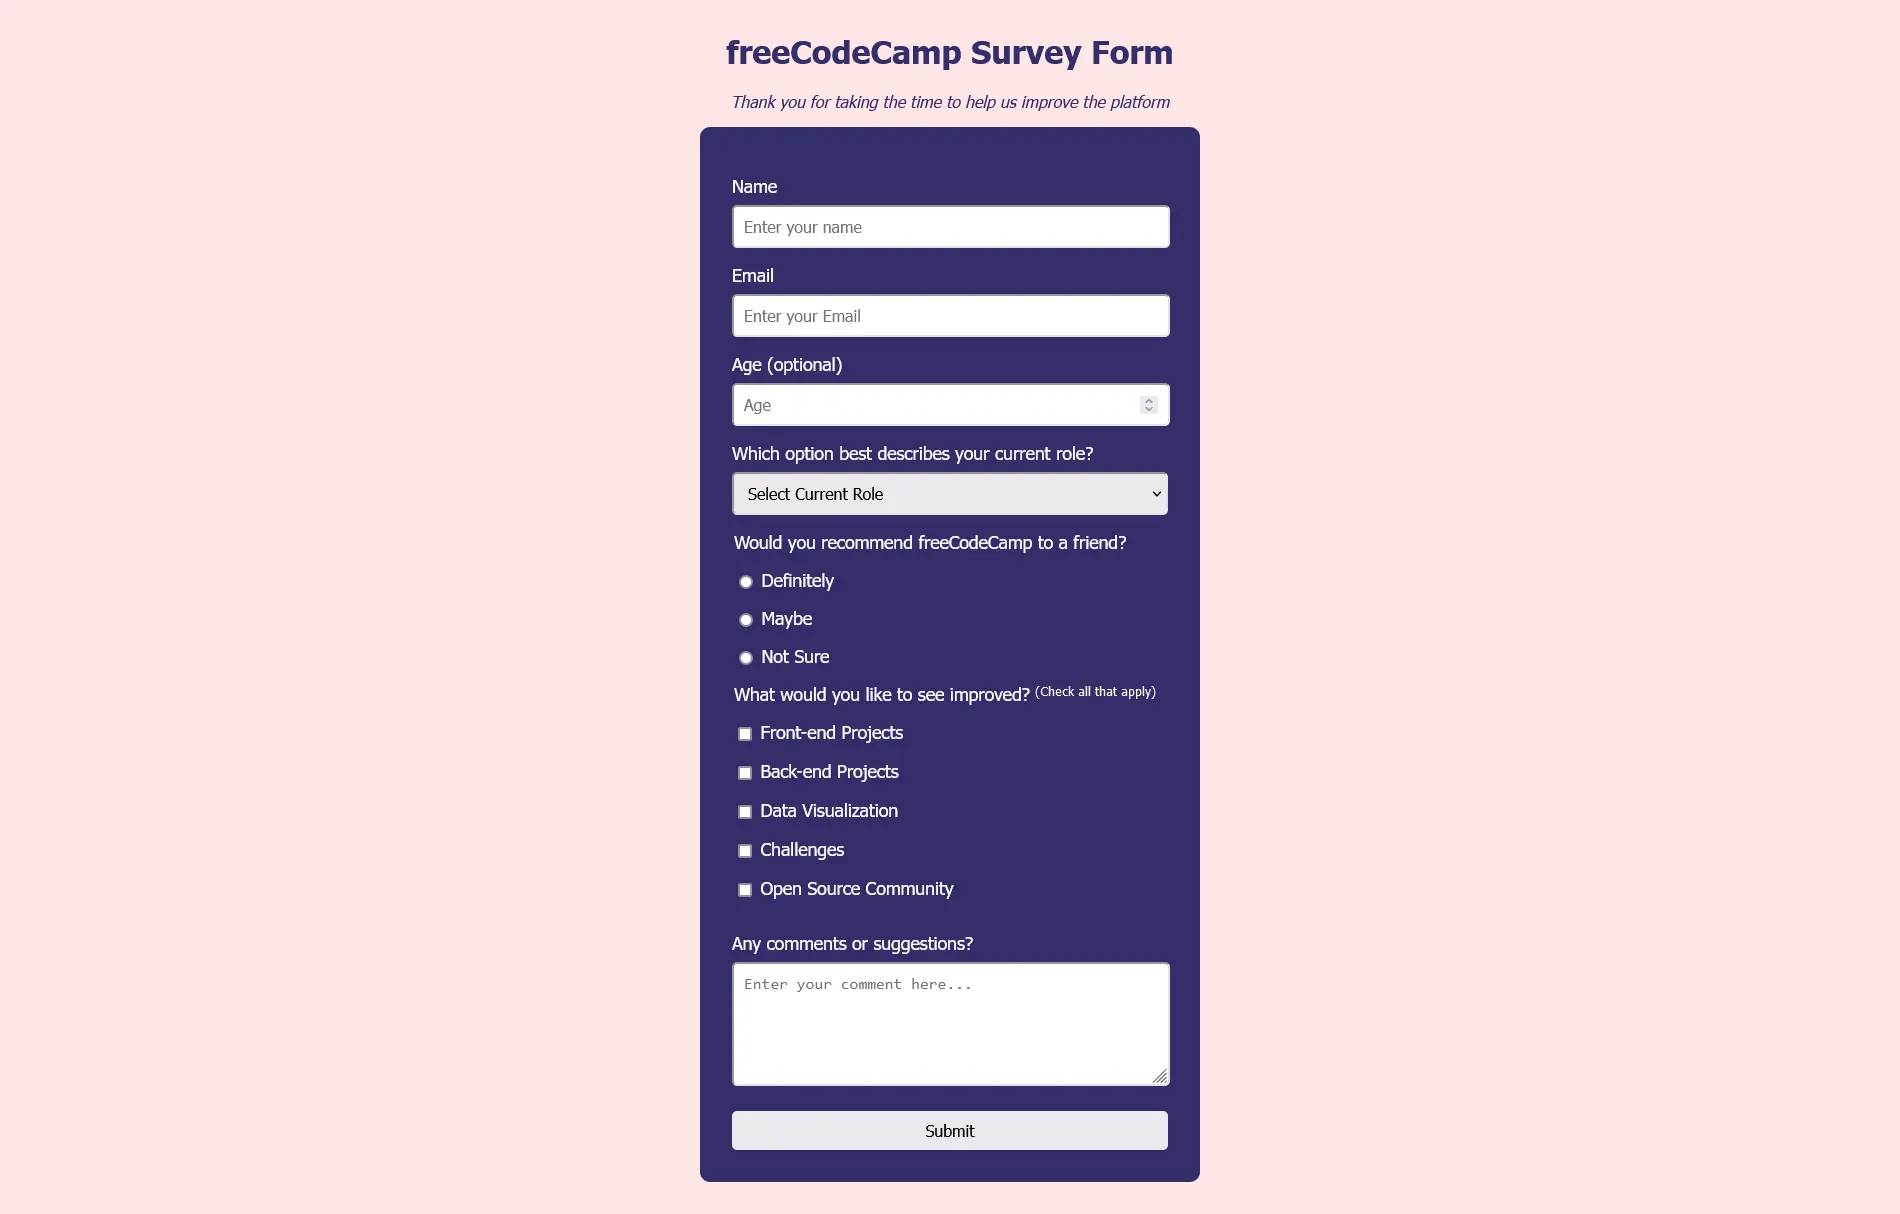 freeCodeCamp Survey Form
Thank you for taking the time to help us improve the platform
Name
Enter your name
Email
Enter your Email
Age (optional)
Age
Which option best describes your current role?
Select Current Role
Would you recommend freeCodeCamp to a friend?
Definitely
Maybe
Not Sure
What would you like to see improved? (Check all that apply)
Front-end Projects
Back-end Projects
Data Visualization
Challenges
Open Source Community
Any comments or suggestions?
Enter your comment here...
Submit